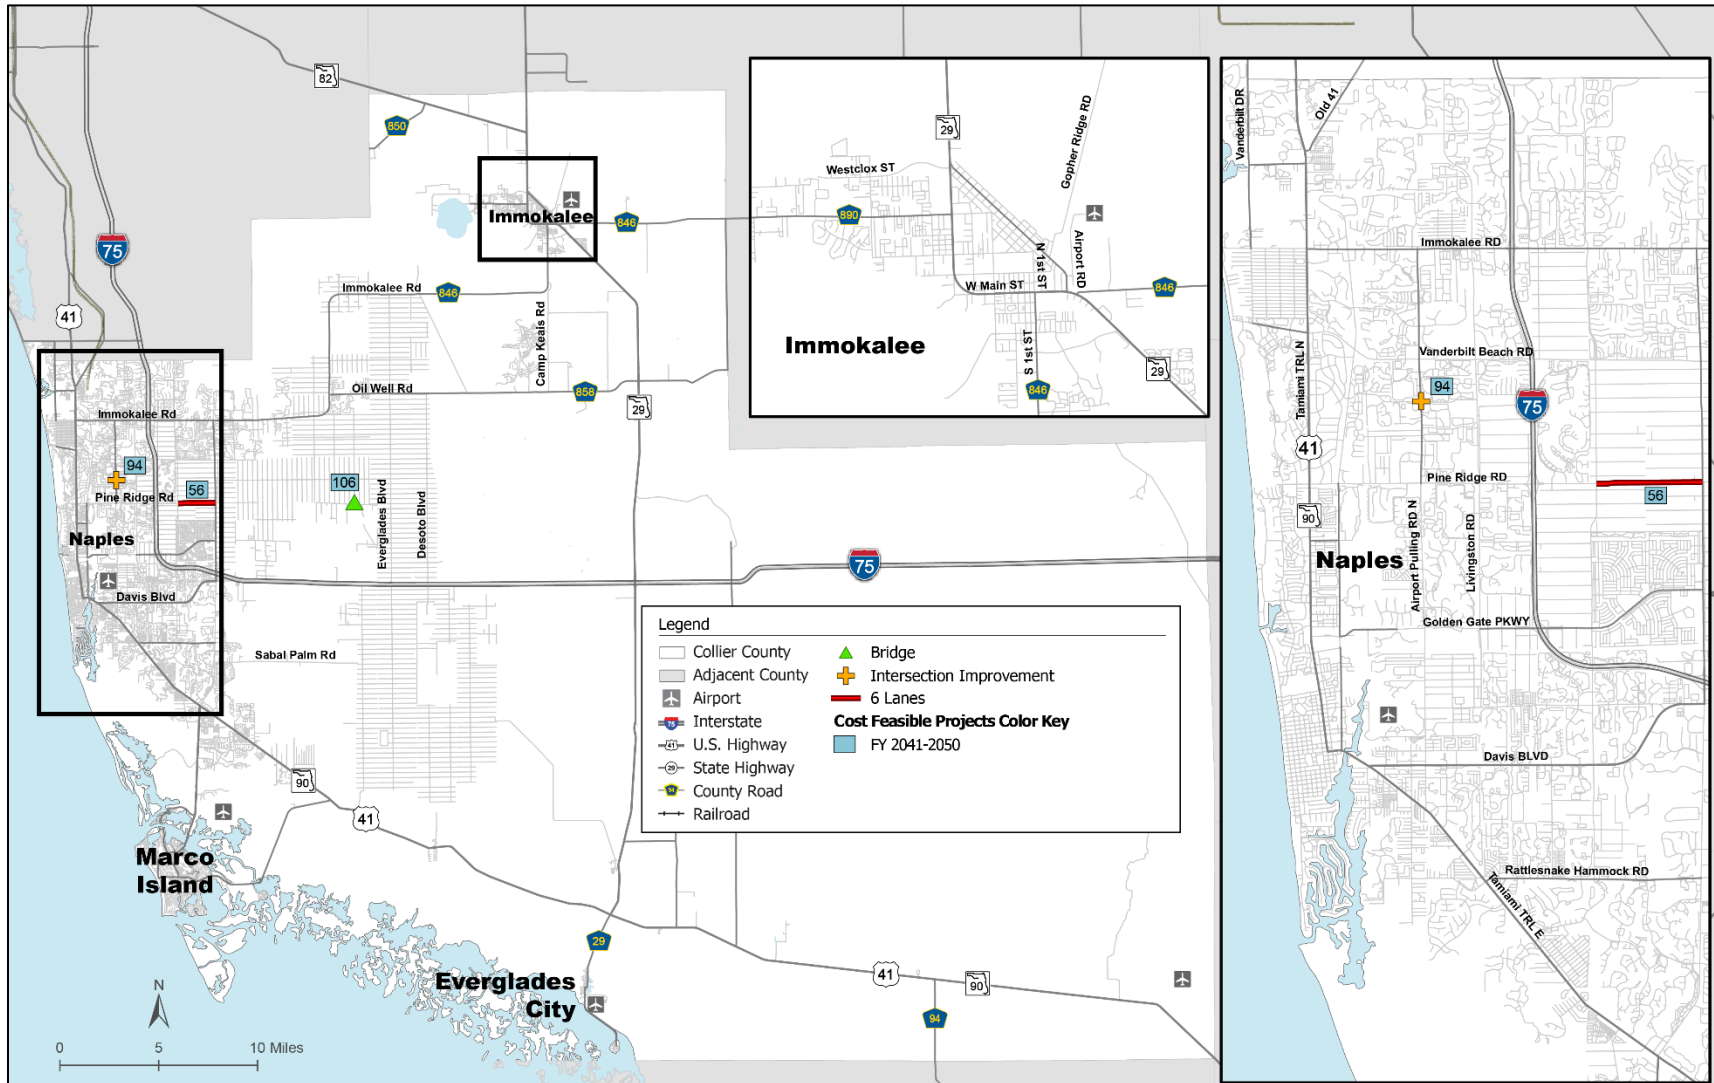 82
850
29
Gopher Ridge RD
Westclox ST
890
Immokalee
846
N 1st ST
Airport RD
W Main ST
846
Immokalee
S 1st ST
846
29
75
41
Immokalee Rd
846
Camp Keais Rd
Oil Well Rd
858
29
Immokalee Rd
94
Pine Ridge Rd
56
106
Everglades Blvd
Desoto Blvd
Naples
75
Davis Blvd
Sabal Palm Rd
90
41
Marco
Island
Everglades
City
29
41
90
94
N
0 5 10 Miles
Legend
Collier County
Adjacent County
Airport
75 Interstate
41 U.S. Highway
29 State Highway
94 County Road
Railroad
Bridge
Intersection Improvement
6 Lanes
Cost Feasible Projects Color Key
FY 2041-2050
Vanderbilt DR
Old 41
Immokalee RD
Vanderbilt Beach RD
Tamiami TRL N
94
75
41
Pine Ridge RD
56
90
Airport Pulling RD N
Livingston RD
Naples
Golden Gate PKWY
Davis BLVD
Rattlesnake Hammock RD
Tamiami TRL E